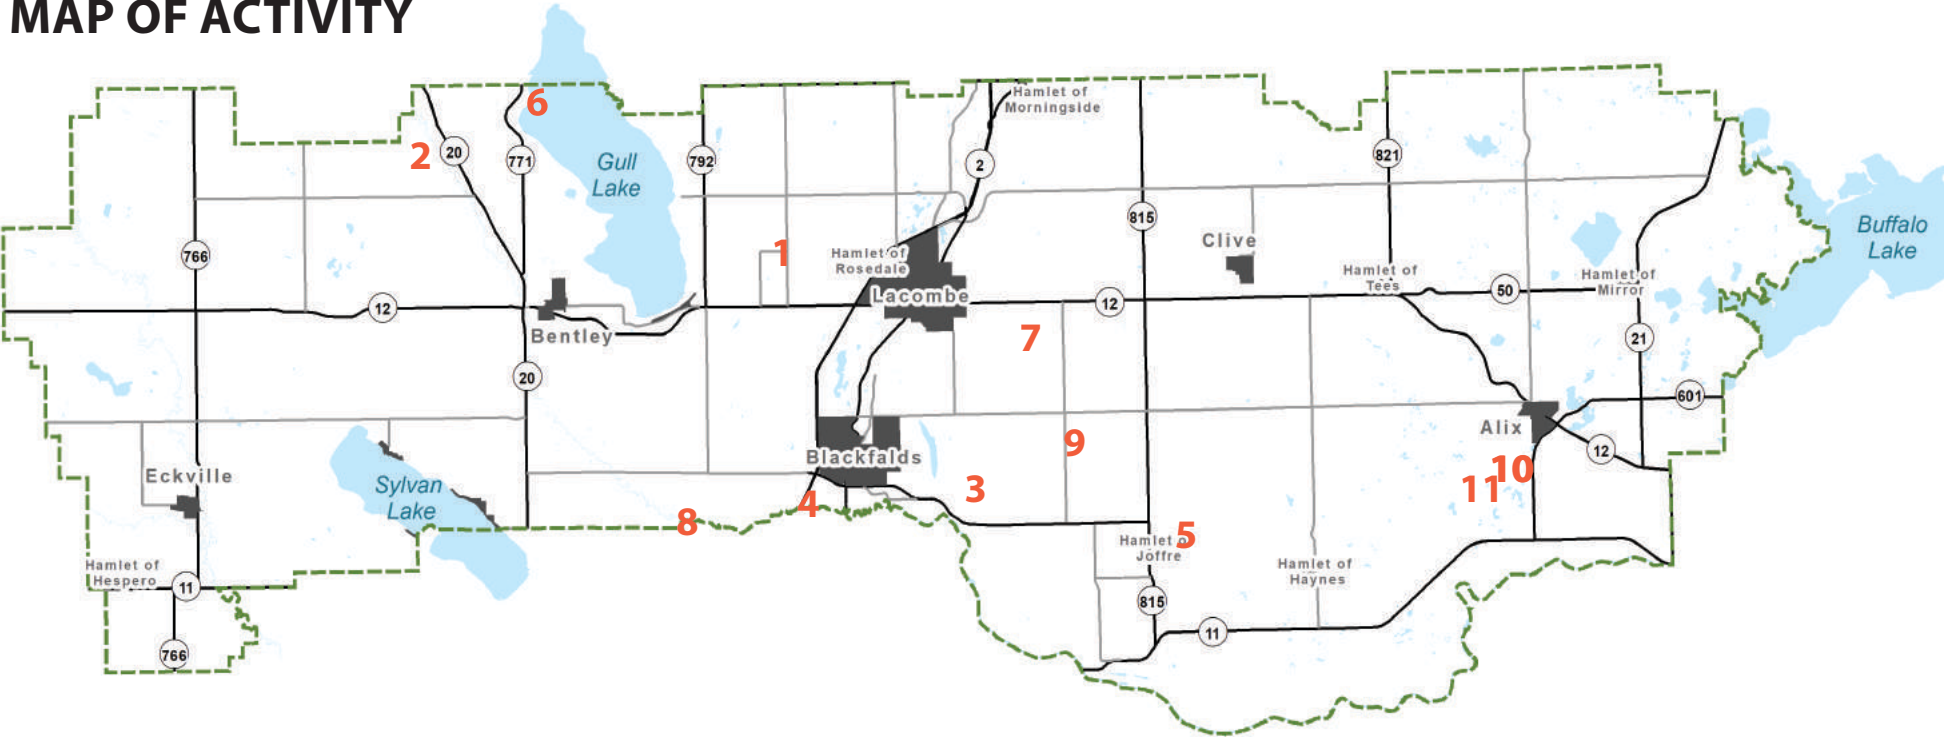 MAP OF ACTIVITY
Hamlet of
Morningside
6
2
20
771
Gull
Lake
792
2
821
815
Buffalo
Lake
766
1
Hamlet of
Rosedale
Clive
Hamlet of
Tees
Hamlet of
Mirror
50
Lacombe
12
12
Bentley
7
21
20
601
Alix
12
9
Blackfalds
Eckville
Sylvan
Lake
3
4
8
10
11
5
Hamlet of
Joffre
Hamlet of
Hespero
11
Hamlet of
Haynes
815
11
766